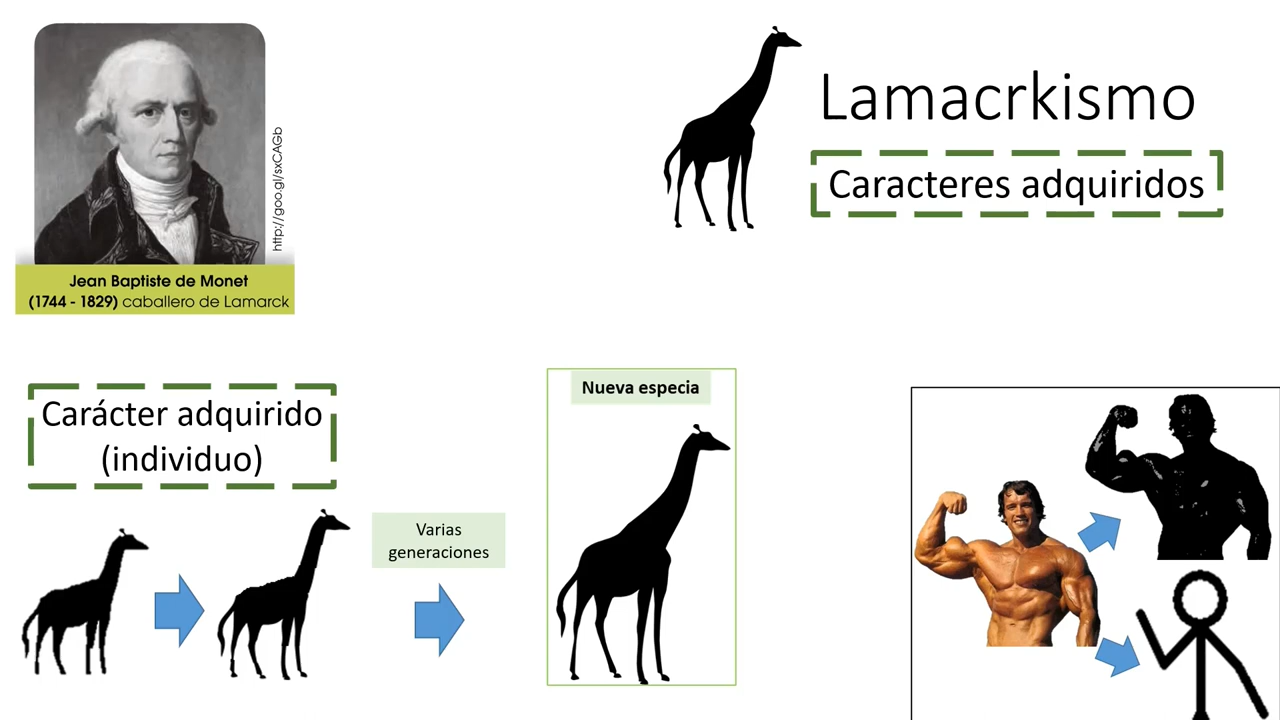 Lamacrkismo
Caracteres adquiridos
http://goo.gl/sxCAGb
Jean Baptiste de Monet
(1744 - 1829) caballero de Lamarck
Carácter adquirido
(individuo)
Varias
generaciones
Nueva especia